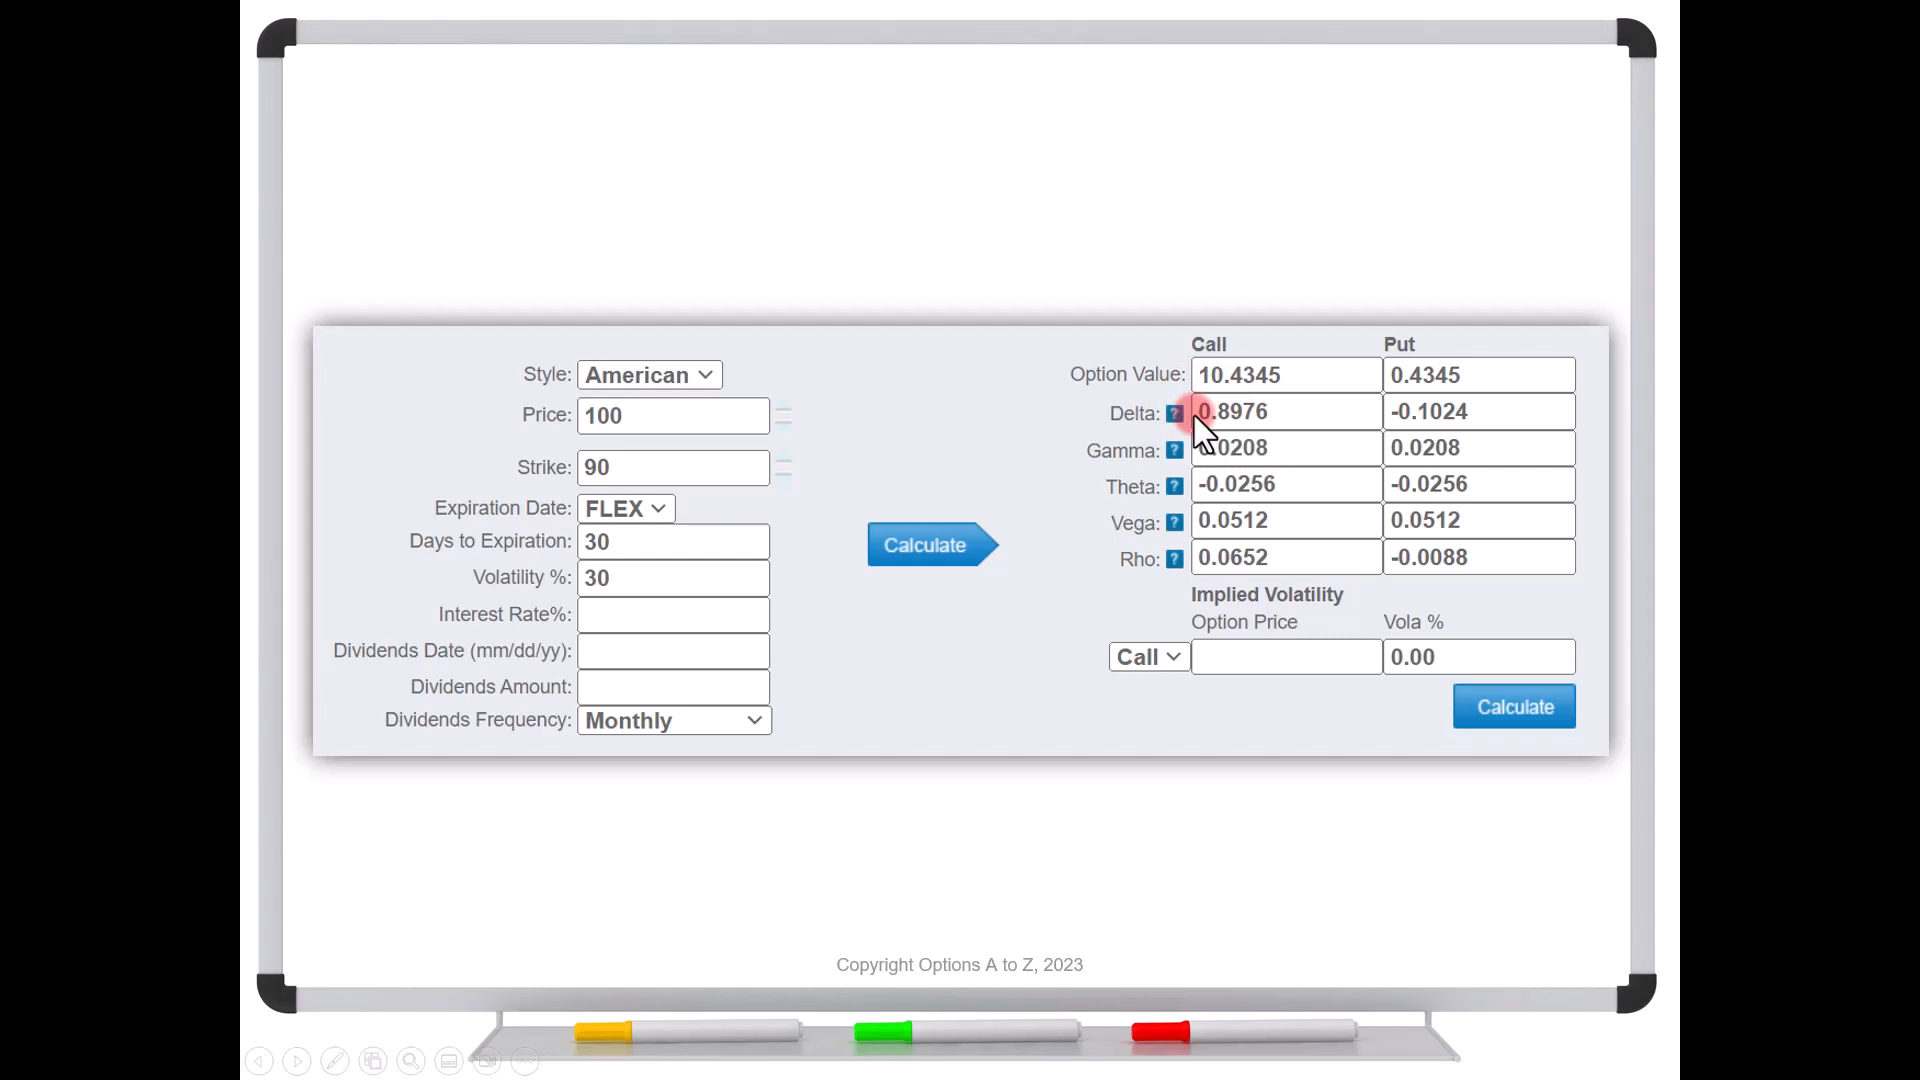 Call Put
Style: American Option Value: 10.4345 0.4345
Price: 100 Delta: ? 0.8976 -0.1024
Gamma: ? 0.0208 0.0208
Strike: 90 Theta: ? -0.0256 -0.0256
Expiration Date: FLEX Vega: ? 0.0512 0.0512
Days to Expiration: 30 Calculate Rho: ? 0.0652 -0.0088
Volatility %: 30 Implied Volatility
Interest Rate%: Option Price Vola %
Dividends Date (mm/dd/yy): Call 0.00
Dividends Amount:
Dividends Frequency: Monthly Calculate
Copyright Options A to Z, 2023